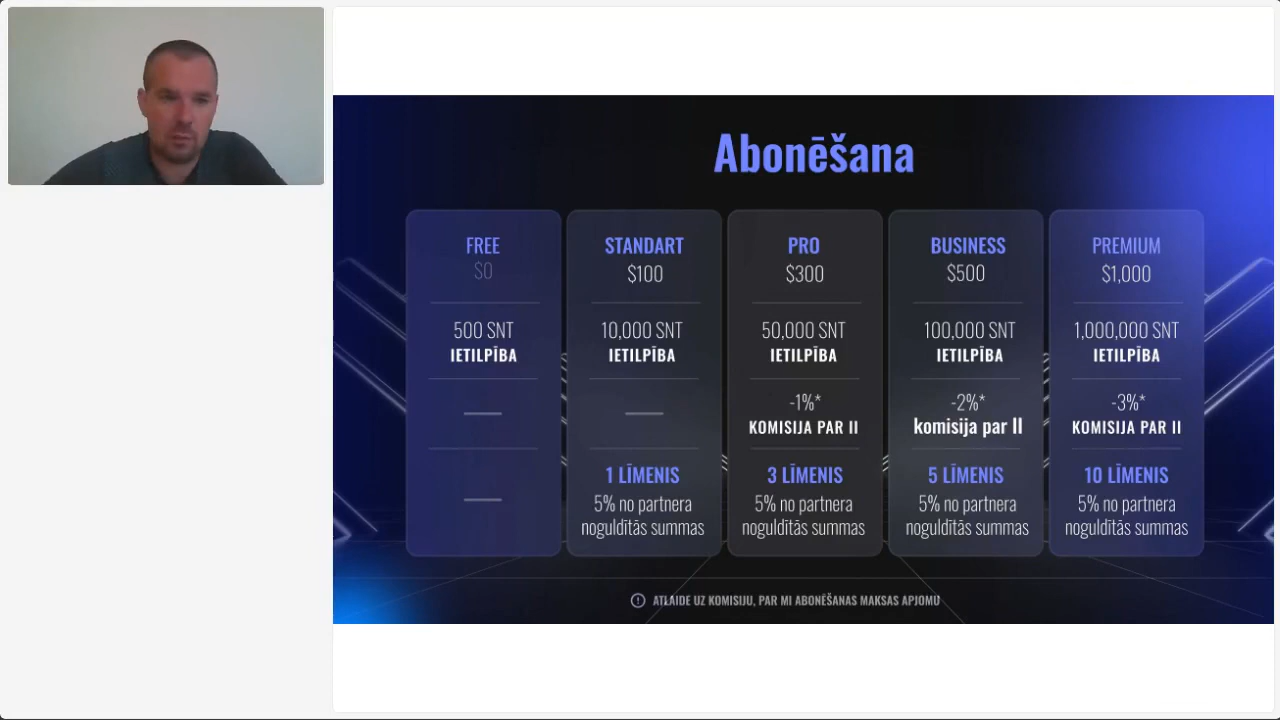 Abonēšana
FREE
$0
500 SNT
IETILPĪBA
STANDART
$100
10,000 SNT
IETILPĪBA
1 LĪMENIS
5% no partnera
noguldītās summas
PRO
$300
50,000 SNT
IETILPĪBA
-1%*
KOMISIJA PAR II
3 LĪMENIS
5% no partnera
noguldītās summas
BUSINESS
$500
100,000 SNT
IETILPĪBA
-2%*
komisija par II
5 LĪMENIS
5% no partnera
noguldītās summas
PREMIUM
$1,000
1,000,000 SNT
IETILPĪBA
-3%*
KOMISIJA PAR II
10 LĪMENIS
5% no partnera
noguldītās summas
ATLAIDE UZ KOMISIJU, PAR MI ABONĒŠANAS MAKSAS APJOMU